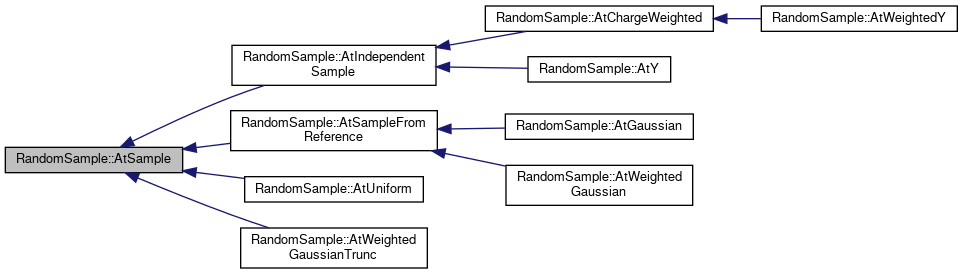 RandomSample::AtSample
RandomSample::AtIndependent
Sample
RandomSample::AtSampleFrom
Reference
RandomSample::AtUniform
RandomSample::AtWeighted
GaussianTrunc
RandomSample::AtChargeWeighted
RandomSample::AtY
RandomSample::AtGaussian
RandomSample::AtWeighted
Gaussian
RandomSample::AtWeightedY